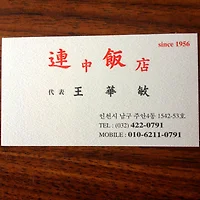 since 1956
連中飯店
代表 王華敏
인천시 남구 주안4동 1542-53호
TEL : (032) 422-0791
MOBILE : 010-6211-0791